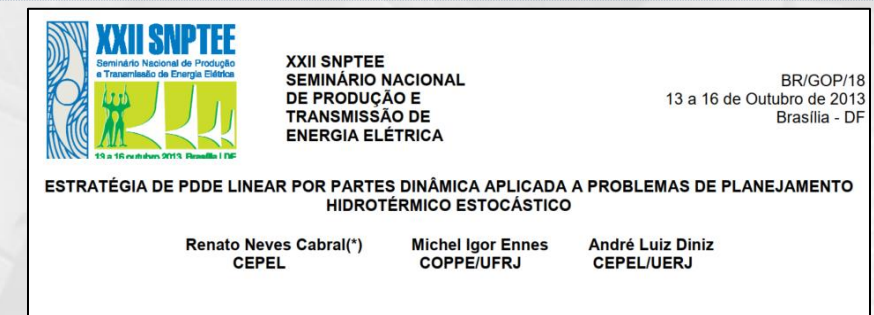 XXII SNPTEE
Seminário Nacional de Produção
e Transmissão de Energia Elétrica
13 a 16 outubro 2013 Brasília | DF
XXII SNPTEE
SEMINÁRIO NACIONAL
DE PRODUÇÃO E
TRANSMISSÃO DE
ENERGIA ELÉTRICA
BR/GOP/18
13 a 16 de Outubro de 2013
Brasília - DF
ESTRATÉGIA DE PDDE LINEAR POR PARTES DINÂMICA APLICADA A PROBLEMAS DE PLANEJAMENTO
HIDROTÉRMICO ESTOCÁSTICO
Renato Neves Cabral(*) Michel Igor Ennes André Luiz Diniz
CEPEL COPPE/UFRJ CEPEL/UERJ